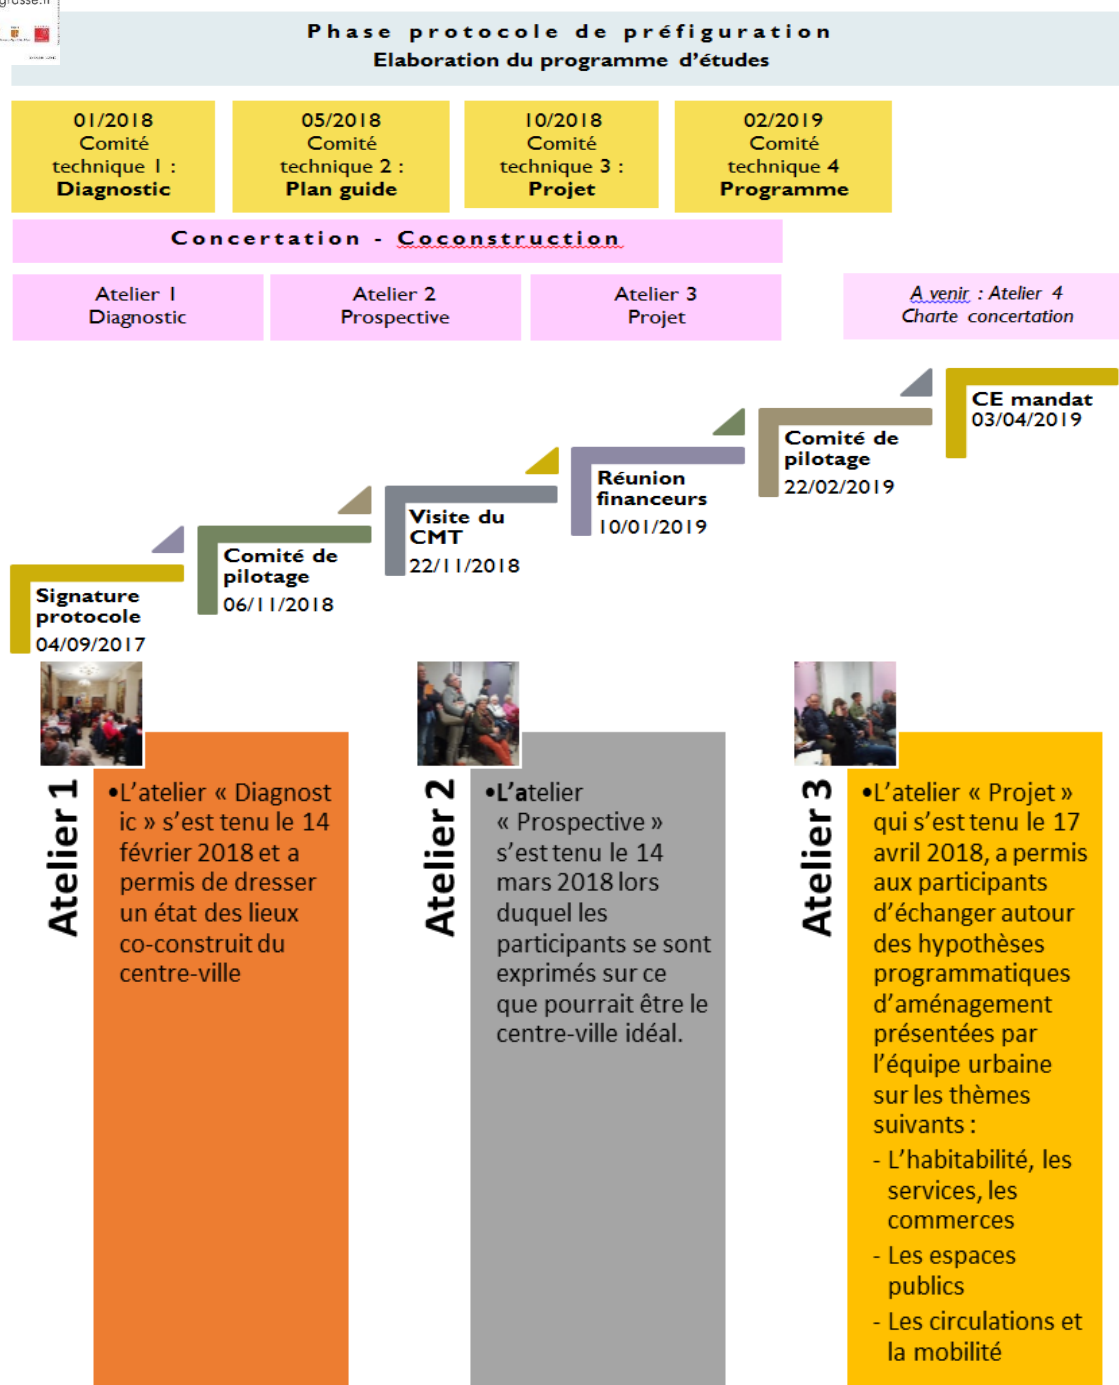 grasse.fr
Phase protocole de préfiguration
Elaboration du programme d'études
01/2018
Comité
technique 1 :
Diagnostic
05/2018
Comité
technique 2 :
Plan guide
10/2018
Comité
technique 3 :
Projet
02/2019
Comité
technique 4
Programme
Concertation - Coconstruction
Atelier 1
Diagnostic
Atelier 2
Prospective
Atelier 3
Projet
A venir : Atelier 4
Charte concertation
Signature
protocole
04/09/2017
Comité de
pilotage
06/11/2018
Visite du
CMT
22/11/2018
Réunion
financeurs
10/01/2019
Comité de
pilotage
22/02/2019
CE mandat
03/04/2019
Atelier 1
•L'atelier « Diagnost
ic » s'est tenu le 14
février 2018 et a
permis de dresser
un état des lieux
co-construit du
centre-ville
Atelier 2
•L'atelier
« Prospective »
s'est tenu le 14
mars 2018 lors
duquel les
participants se sont
exprimés sur ce
que pourrait être le
centre-ville idéal.
Atelier 3
•L'atelier « Projet »
qui s'est tenu le 17
avril 2018, a permis
aux participants
d'échanger autour
des hypothèses
programmatiques
d'aménagement
présentées par
l'équipe urbaine
sur les thèmes
suivants :
- L'habitabilité, les
services, les
commerces
- Les espaces
publics
- Les circulations et
la mobilité